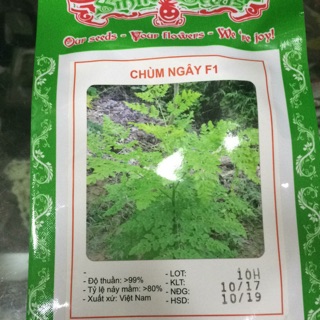 Our seeds - Your flowers - We're joy!
CHÙM NGÂY F1
-
- Độ thuần: >99%
- Tỷ lệ nảy mầm: >80%
- Xuất xứ: Việt Nam
- LOT: 10H
- KLT:
- NĐG: 10/17
- HSD: 10/19